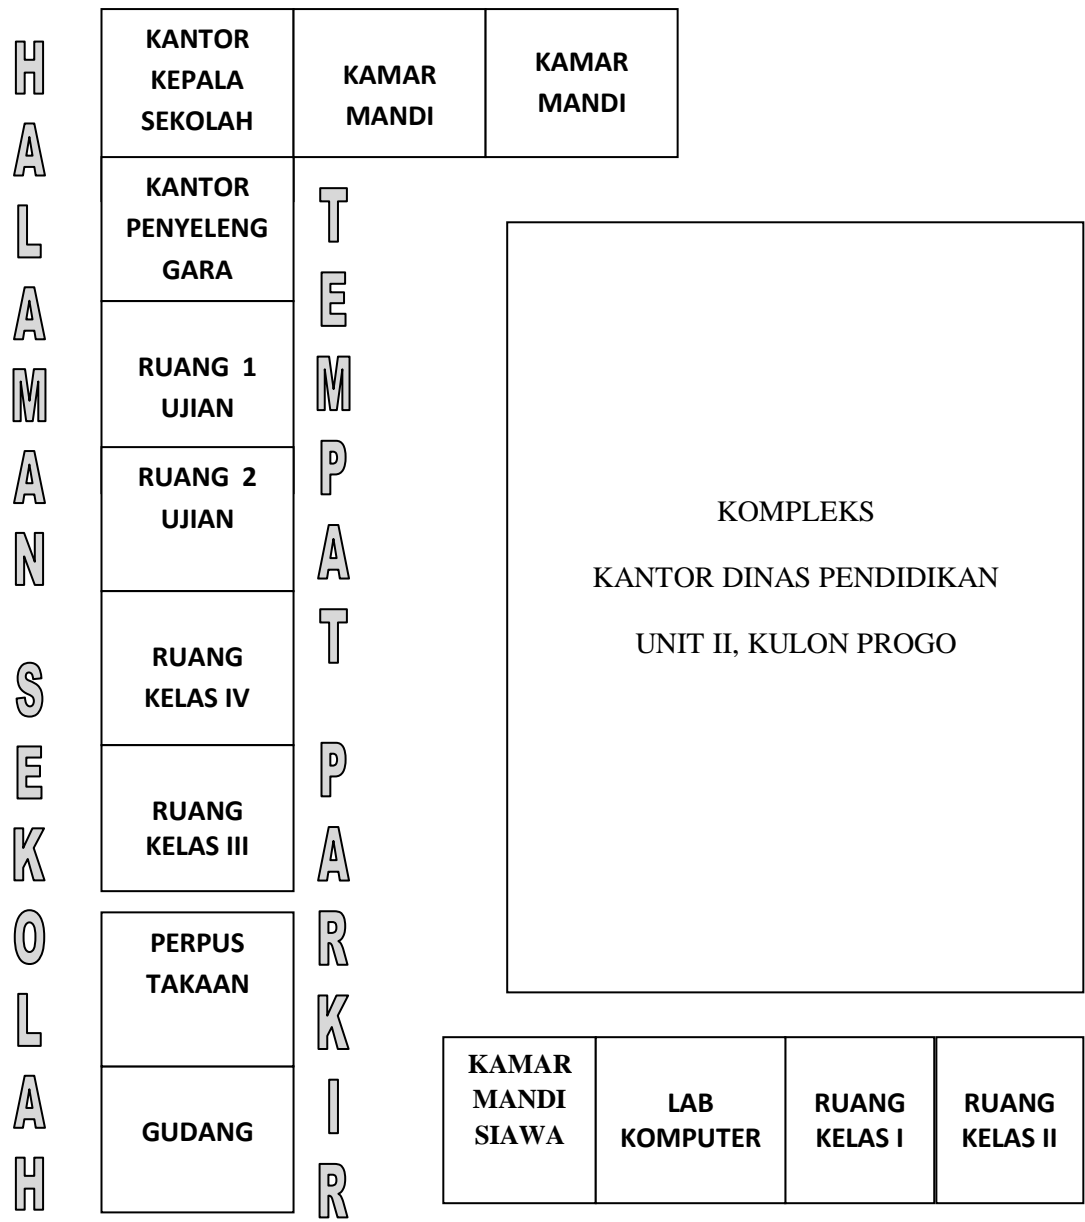 HALAMAN SEKOLAH
KANTOR
KEPALA
SEKOLAH
KAMAR
MANDI
KAMAR
MANDI
KANTOR
PENYELENG
GARA
RUANG 1
UJIAN
RUANG 2
UJIAN
RUANG
KELAS IV
RUANG
KELAS III
PERPUS
TAKAAN
GUDANG
TEMPAT PARKIR
KOMPLEKS
KANTOR DINAS PENDIDIKAN
UNIT II, KULON PROGO
KAMAR
MANDI
SIAWA
LAB
KOMPUTER
RUANG
KELAS I
RUANG
KELAS II